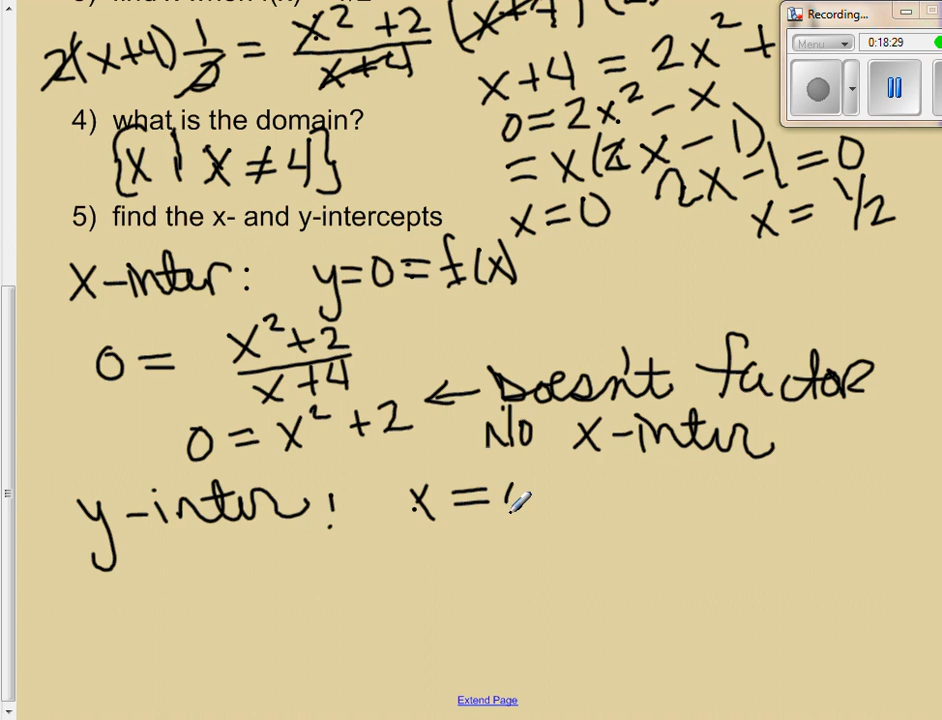 2(x+4) 1/2 = x²+2 / x+4 (x+4)
x+4 = 2x² +
4) what is the domain?
0 = 2x² - x
{x | x ≠ 4}
= x(2x - 1)
2x - 1 = 0
5) find the x- and y-intercepts
x = 0
x = 1/2
x-inter: y=0=f(x)
0 = x²+2 / x+4
0 = x² + 2 ← Doesn't factor
No x-inter
y-inter: x =
Extend Page
Recording...
Menu
0:18:29